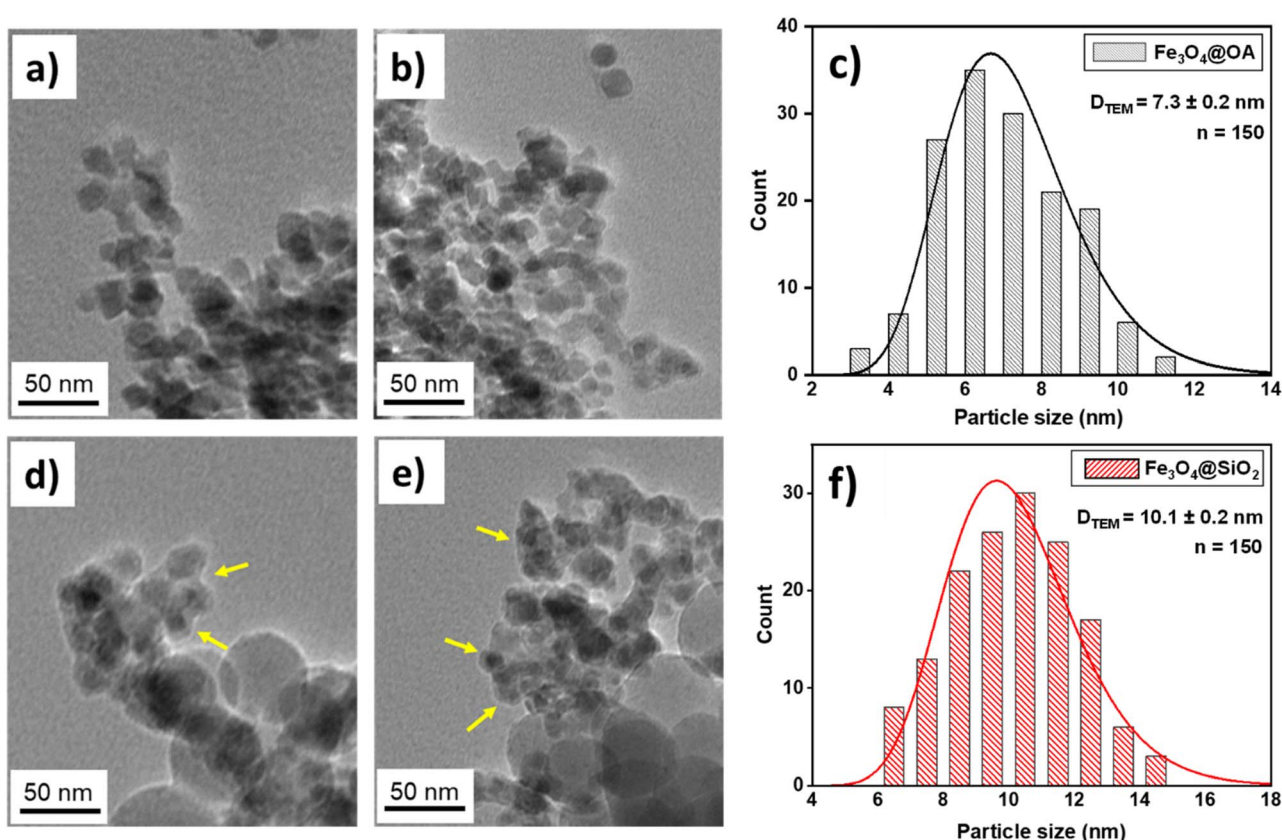 a)
50 nm
b)
50 nm
c)
Fe₃O₄@OA
D_TEM = 7.3 ± 0.2 nm
n = 150
Count
40
30
20
10
0
2 4 6 8 10 12 14
Particle size (nm)
d)
50 nm
e)
50 nm
f)
Fe₃O₄@SiO₂
D_TEM = 10.1 ± 0.2 nm
n = 150
Count
30
20
10
0
4 6 8 10 12 14 16 18
Particle size (nm)